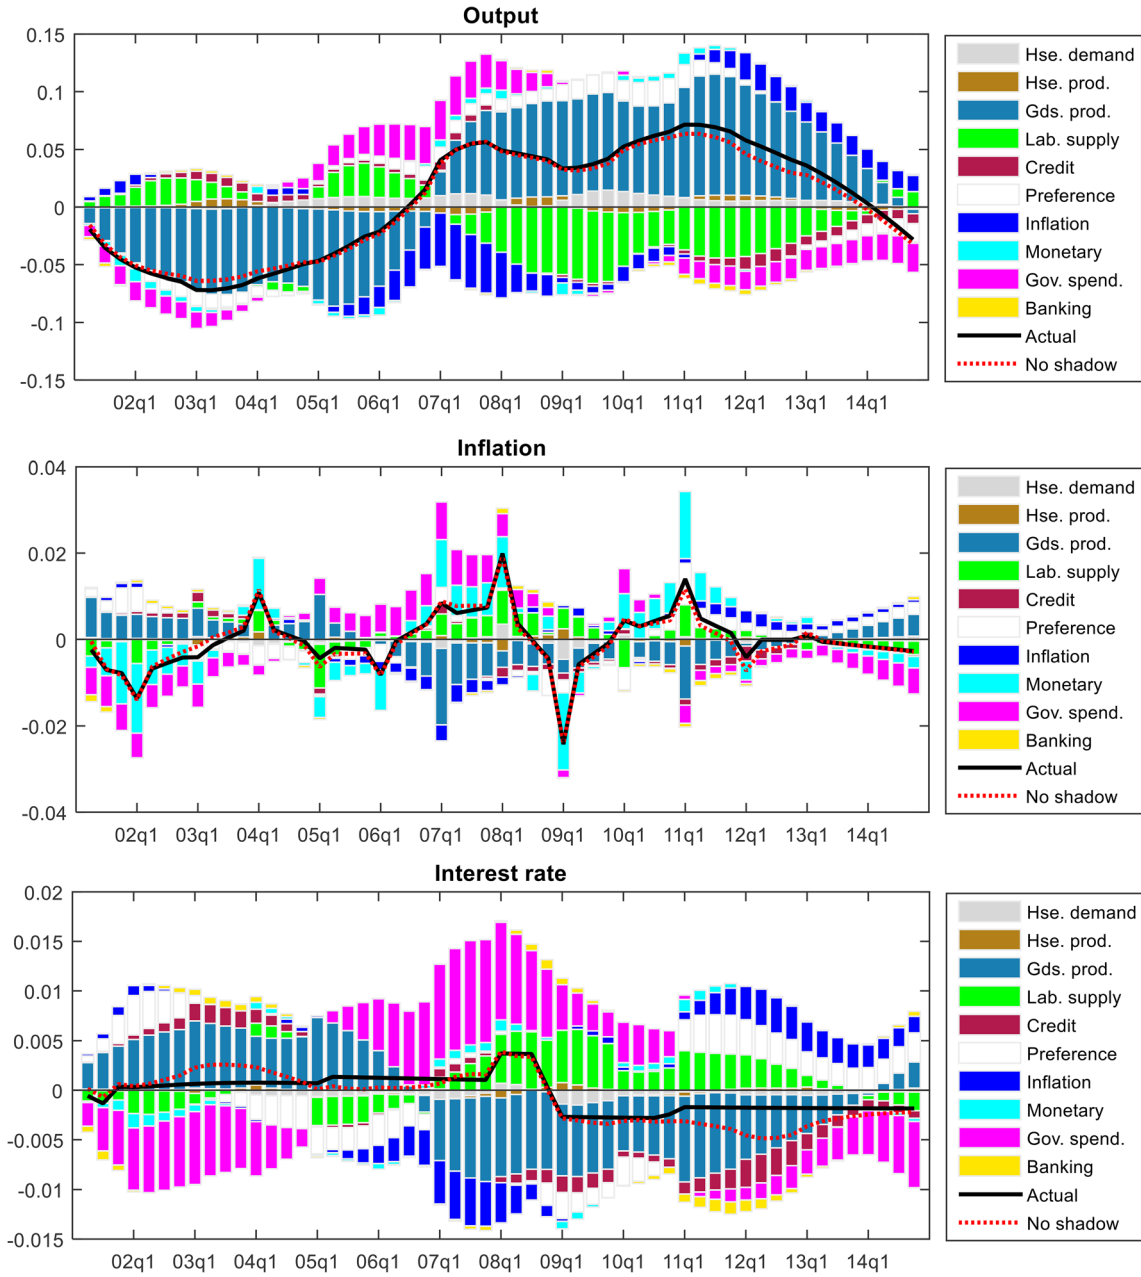 Output
0.15
0.1
0.05
0
-0.05
-0.1
-0.15
02q1 03q1 04q1 05q1 06q1 07q1 08q1 09q1 10q1 11q1 12q1 13q1 14q1
Hse. demand
Hse. prod.
Gds. prod.
Lab. supply
Credit
Preference
Inflation
Monetary
Gov. spend.
Banking
Actual
No shadow
Inflation
0.04
0.02
0
-0.02
-0.04
02q1 03q1 04q1 05q1 06q1 07q1 08q1 09q1 10q1 11q1 12q1 13q1 14q1
Hse. demand
Hse. prod.
Gds. prod.
Lab. supply
Credit
Preference
Inflation
Monetary
Gov. spend.
Banking
Actual
No shadow
Interest rate
0.02
0.015
0.01
0.005
0
-0.005
-0.01
-0.015
02q1 03q1 04q1 05q1 06q1 07q1 08q1 09q1 10q1 11q1 12q1 13q1 14q1
Hse. demand
Hse. prod.
Gds. prod.
Lab. supply
Credit
Preference
Inflation
Monetary
Gov. spend.
Banking
Actual
No shadow